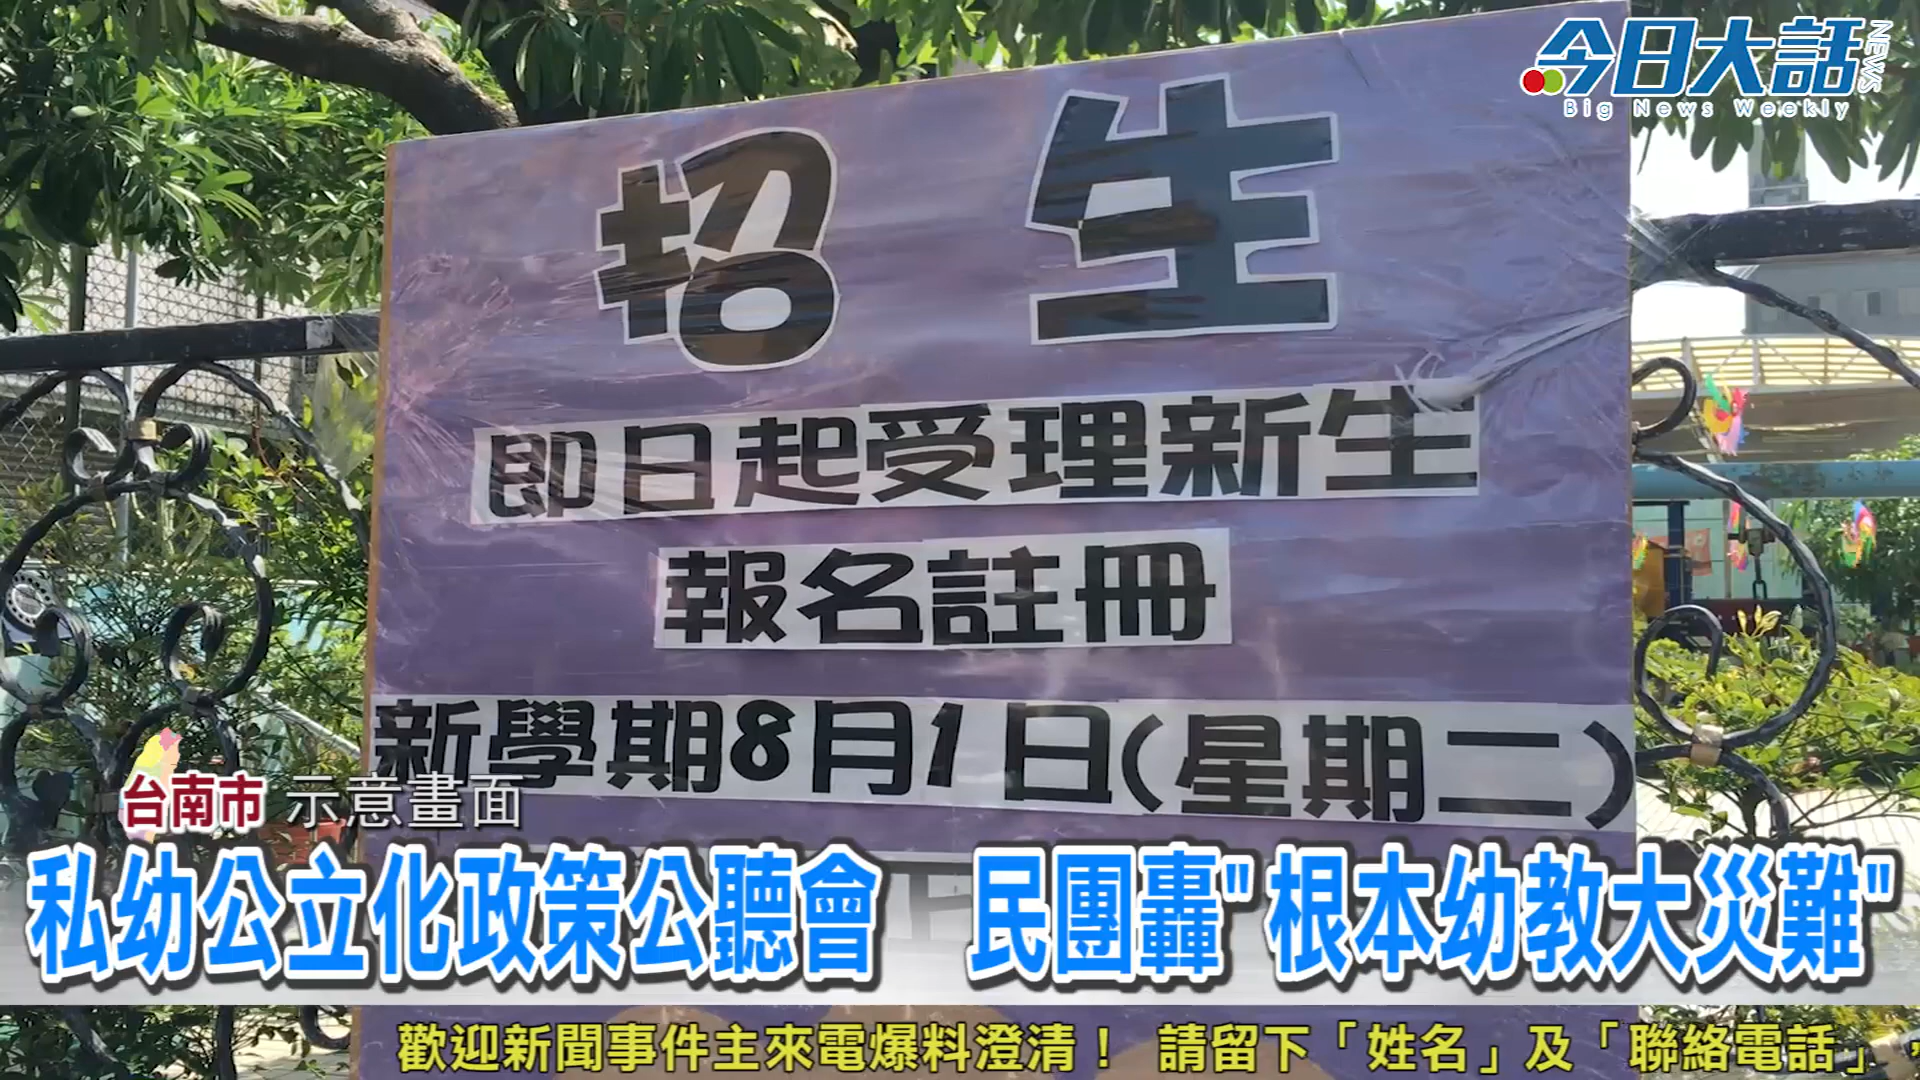 今日大話 NEWS
Big News Weekly
招生
即日起受理新生
報名註冊
新學期8月1日(星期二)
台南市 示意畫面
私幼公立化政策公聽會 民團轟"根本幼教大災難"
歡迎新聞事件主來電爆料澄清！ 請留下「姓名」及「聯絡電話」，